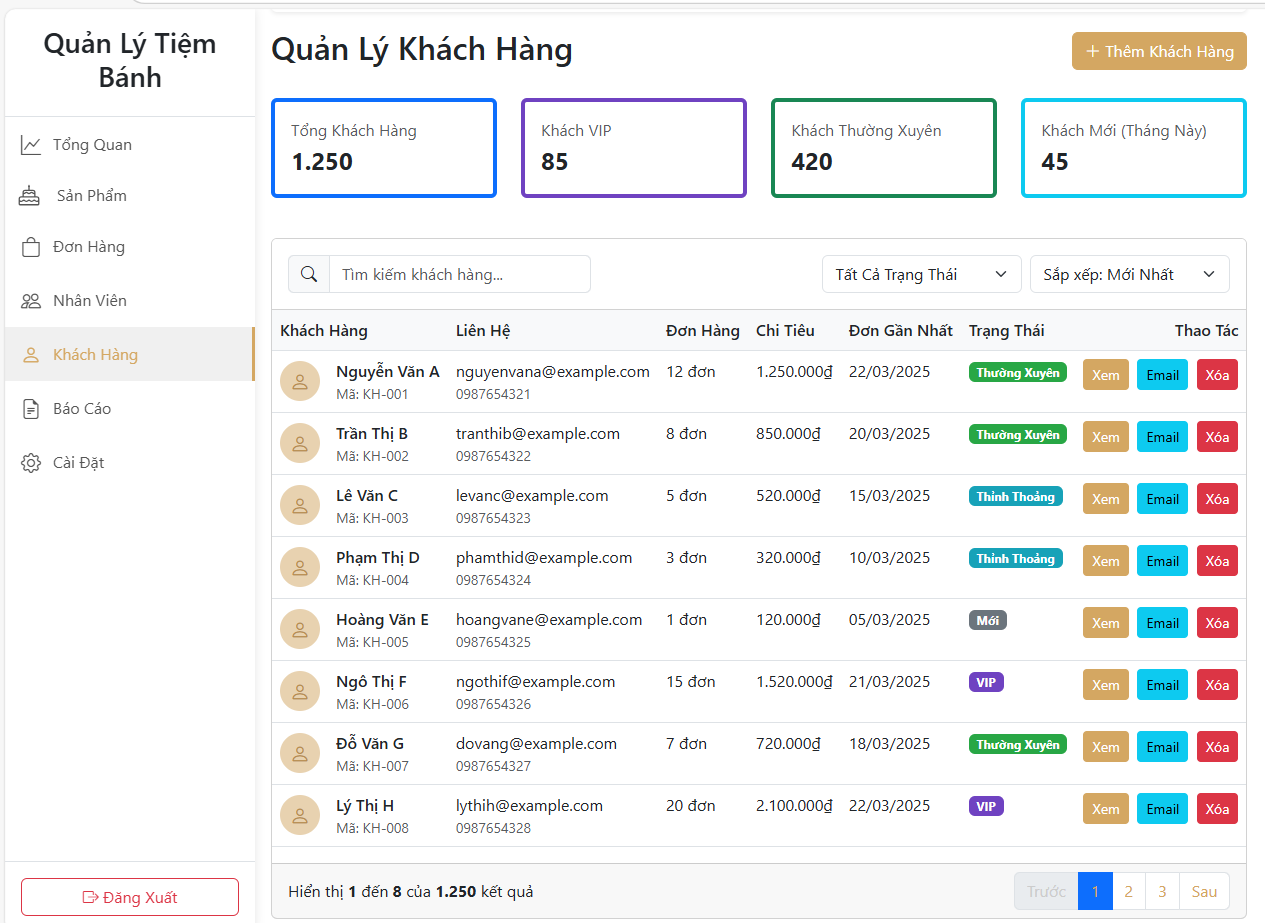 Quản Lý Tiệm
Bánh
Tổng Quan
Sản Phẩm
Đơn Hàng
Nhân Viên
Khách Hàng
Báo Cáo
Cài Đặt
Đăng Xuất
Quản Lý Khách Hàng
+ Thêm Khách Hàng
Tổng Khách Hàng
1.250
Khách VIP
85
Khách Thường Xuyên
420
Khách Mới (Tháng Này)
45
Tìm kiếm khách hàng...
Tất Cả Trạng Thái
Sắp xếp: Mới Nhất
Khách Hàng Liên Hệ Đơn Hàng Chi Tiêu Đơn Gần Nhất Trạng Thái Thao Tác
Nguyễn Văn A nguyenvana@example.com 12 đơn 1.250.000₫ 22/03/2025 Thường Xuyên Xem Email Xóa
Mã: KH-001 0987654321
Trần Thị B tranthib@example.com 8 đơn 850.000₫ 20/03/2025 Thường Xuyên Xem Email Xóa
Mã: KH-002 0987654322
Lê Văn C levanc@example.com 5 đơn 520.000₫ 15/03/2025 Thỉnh Thoảng Xem Email Xóa
Mã: KH-003 0987654323
Phạm Thị D phamthid@example.com 3 đơn 320.000₫ 10/03/2025 Thỉnh Thoảng Xem Email Xóa
Mã: KH-004 0987654324
Hoàng Văn E hoangvane@example.com 1 đơn 120.000₫ 05/03/2025 Mới Xem Email Xóa
Mã: KH-005 0987654325
Ngô Thị F ngothif@example.com 15 đơn 1.520.000₫ 21/03/2025 VIP Xem Email Xóa
Mã: KH-006 0987654326
Đỗ Văn G dovang@example.com 7 đơn 720.000₫ 18/03/2025 Thường Xuyên Xem Email Xóa
Mã: KH-007 0987654327
Lý Thị H lythih@example.com 20 đơn 2.100.000₫ 22/03/2025 VIP Xem Email Xóa
Mã: KH-008 0987654328
Hiển thị 1 đến 8 của 1.250 kết quả
Trước 1 2 3 Sau